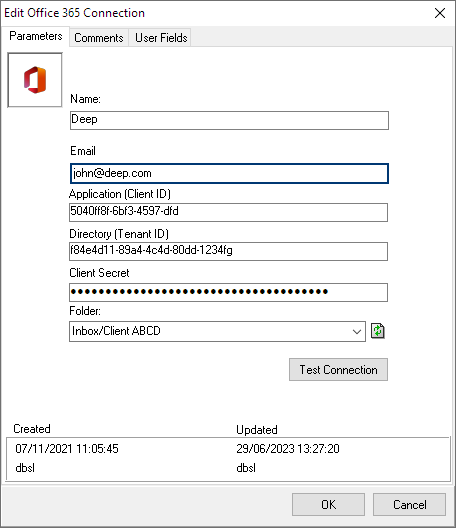 Edit Office 365 Connection
Parameters Comments User Fields
Name:
Deep
Email
john@deep.com
Application (Client ID)
5040ff8f-6bf3-4597-dfd
Directory (Tenant ID)
f84e4d11-89a4-4c4d-80dd-1234fg
Client Secret
●●●●●●●●●●●●●●●●●●●●●●●●●●●●●●●●●●●●●
Folder:
Inbox/Client ABCD
Test Connection
Created Updated
07/11/2021 11:05:45 29/06/2023 13:27:20
dbsl dbsl
OK Cancel